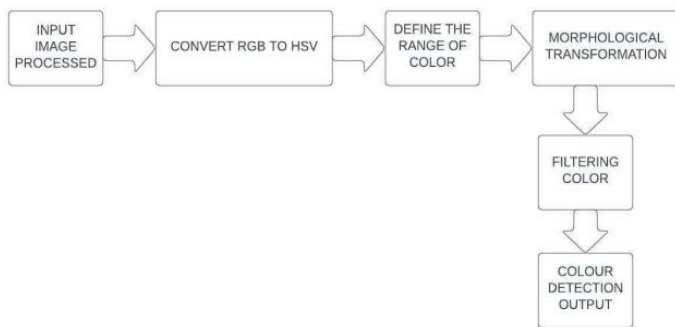 INPUT
IMAGE
PROCESSED
CONVERT RGB TO HSV
DEFINE THE
RANGE OF
COLOR
MORPHOLOGICAL
TRANSFORMATION
FILTERING
COLOR
COLOUR
DETECTION
OUTPUT